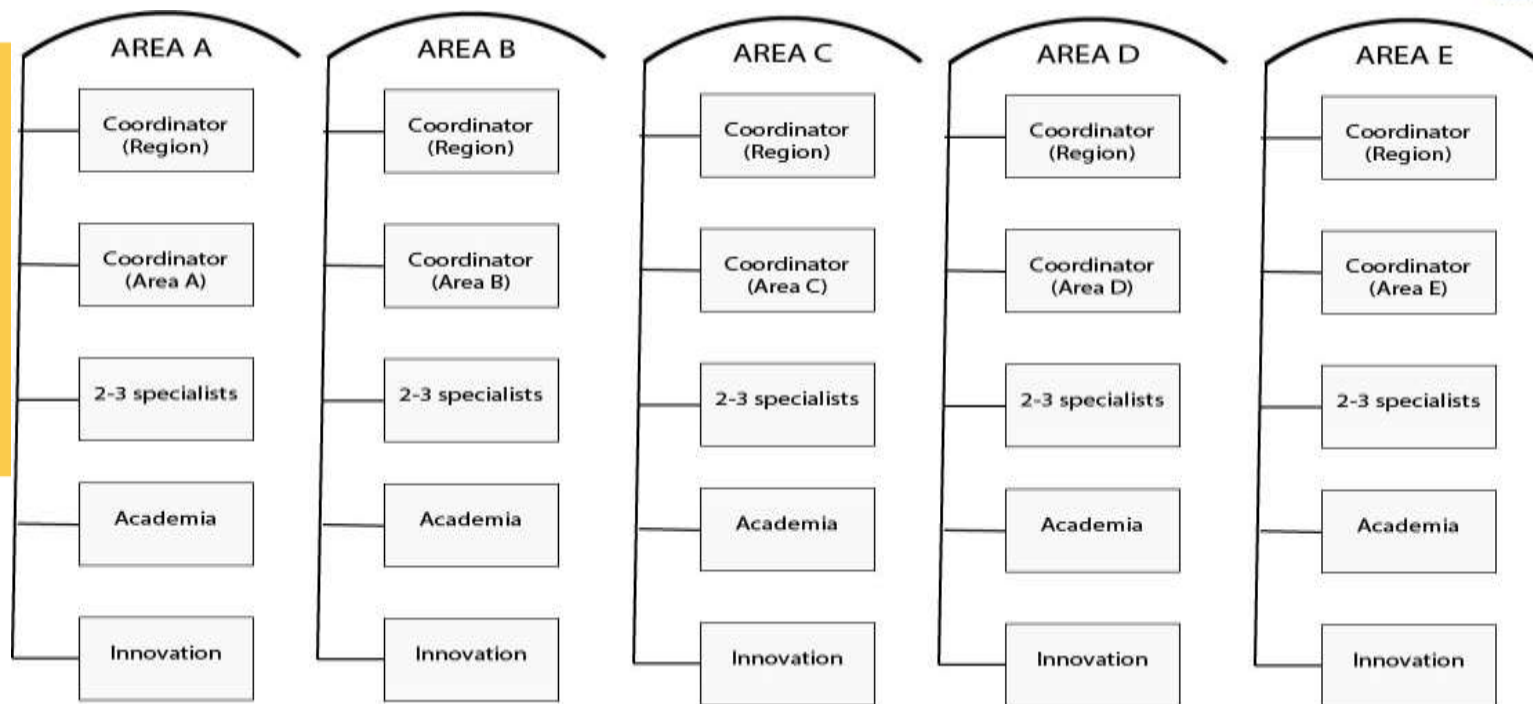 AREA A
Coordinator
(Region)
Coordinator
(Area A)
2-3 specialists
Academia
Innovation
AREA B
Coordinator
(Region)
Coordinator
(Area B)
2-3 specialists
Academia
Innovation
AREA C
Coordinator
(Region)
Coordinator
(Area C)
2-3 specialists
Academia
Innovation
AREA D
Coordinator
(Region)
Coordinator
(Area D)
2-3 specialists
Academia
Innovation
AREA E
Coordinator
(Region)
Coordinator
(Area E)
2-3 specialists
Academia
Innovation